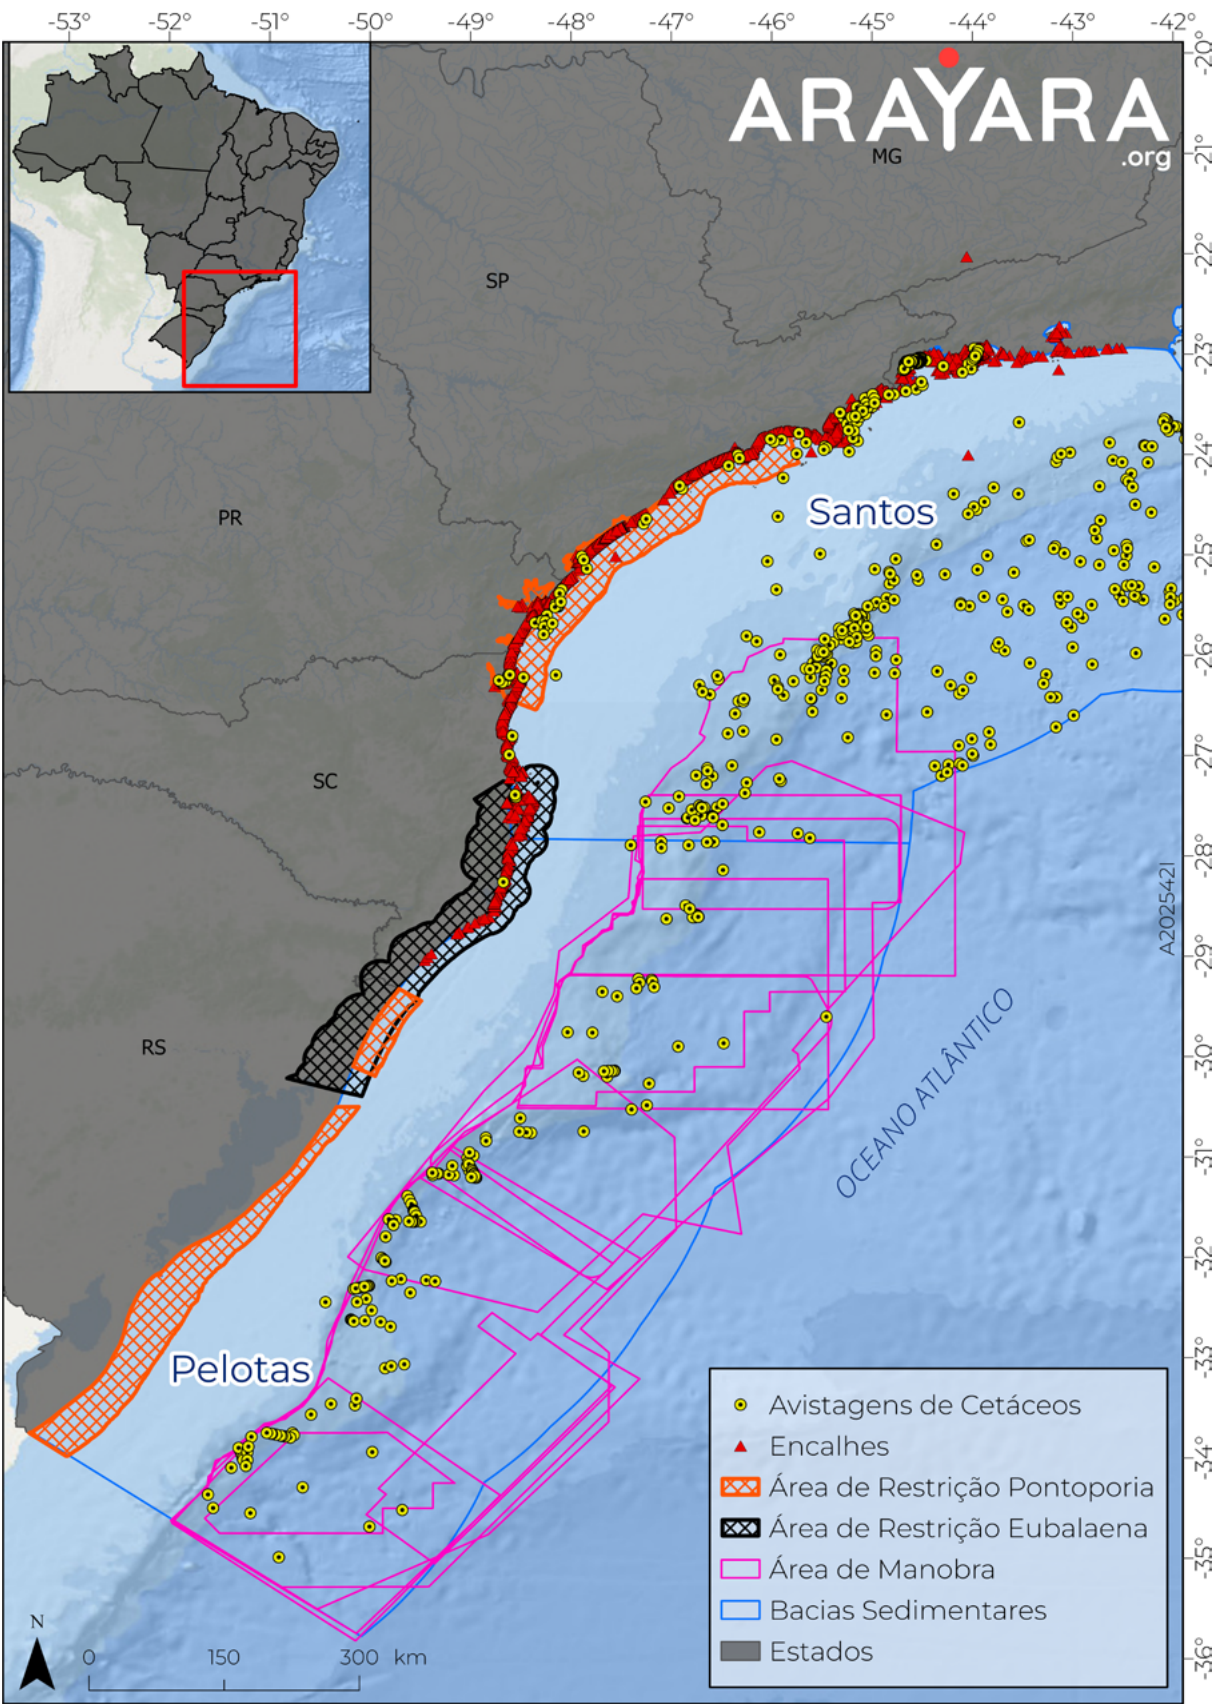 -53° -52° -51° -50° -49° -48° -47° -46° -45° -44° -43° -42°
-20°
ARAYARA
.org
MG
-21°
-22°
SP
-23°
-24°
Santos
PR
-25°
-26°
-27°
SC
-28°
A2025421
-29°
RS
-30°
OCEANO ATLÂNTICO
-31°
-32°
-33°
Pelotas
-34°
-35°
-36°
Avistagens de Cetáceos
Encalhes
Área de Restrição Pontoporia
Área de Restrição Eubalaena
Área de Manobra
Bacias Sedimentares
Estados
N
0 150 300 km